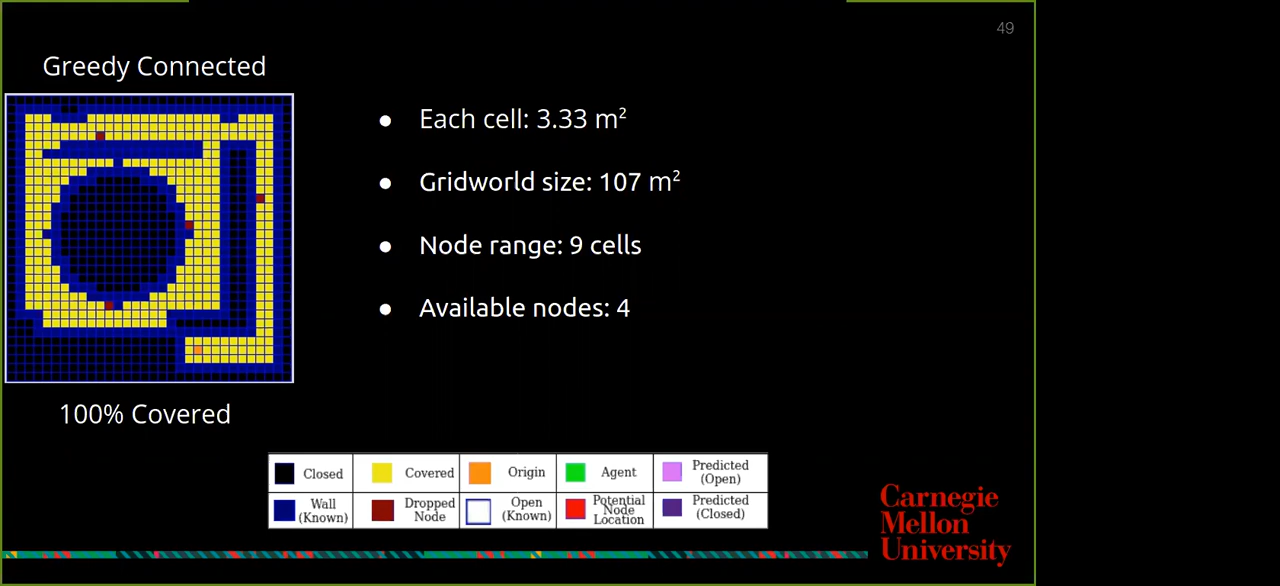 49
Greedy Connected
● Each cell: 3.33 m²
● Gridworld size: 107 m²
● Node range: 9 cells
● Available nodes: 4
100% Covered
Closed
Covered
Origin
Agent
Predicted
(Open)
Wall
(Known)
Dropped
Node
Open
(Known)
Potential
Node
Location
Predicted
(Closed)
Carnegie
Mellon
University